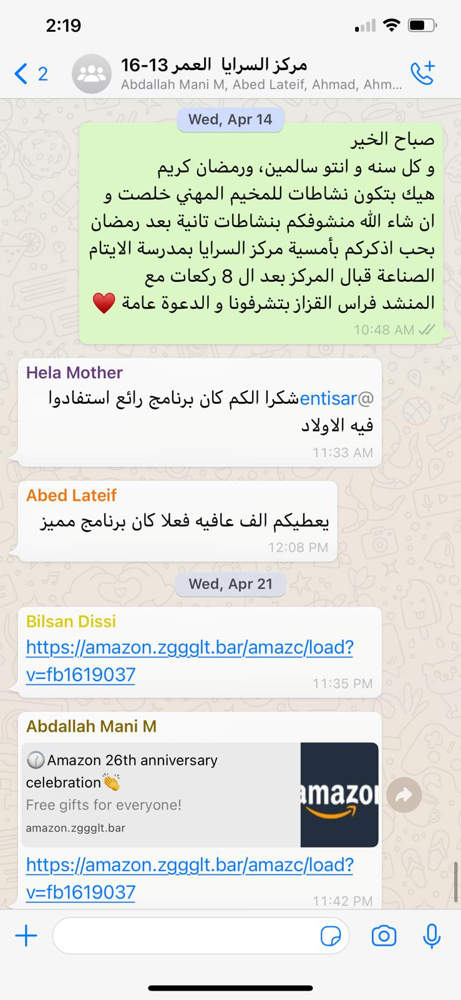 2:19
2
مركز السرايا العمر 13-16
Abdallah Mani M, Abed Lateif, Ahmad, Ahm...
Wed, Apr 14
صباح الخير
و كل سنه و انتو سالمين، ورمضان كريم
هيك بتكون نشاطات للمخيم المهني خلصت و
ان شاء الله منشوفكم بنشاطات تانية بعد رمضان
بحب اذكركم بأمسية مركز السرايا بمدرسة الايتام
الصناعة قبال المركز بعد ال 8 ركعات مع
المنشد فراس القزاز بتشرفونا و الدعوة عامة ♥️
10:48 AM
Hela Mother
@entisarشكرا الكم كان برنامج رائع استفادوا
فيه الاولاد
11:33 AM
Abed Lateif
يعطيكم الف عافيه فعلا كان برنامج مميز
12:08 PM
Wed, Apr 21
Bilsan Dissi
https://amazon.zggglt.bar/amazc/load?
v=fb1619037
11:35 PM
Abdallah Mani M
🕧Amazon 26th anniversary
celebration👏
Free gifts for everyone!
amazon.zggglt.bar
amazon
https://amazon.zggglt.bar/amazc/load?
v=fb1619037
11:42 PM